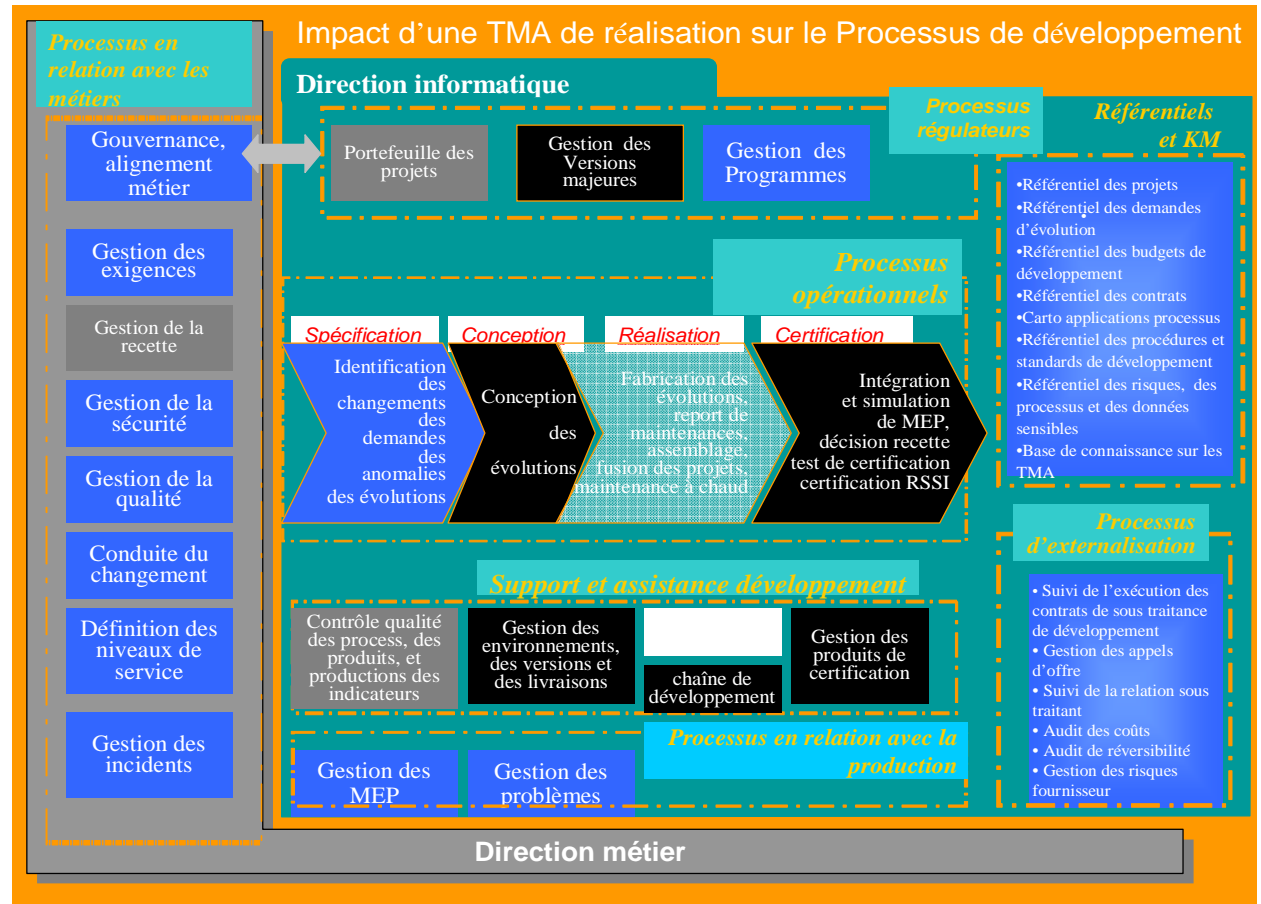 Impact d'une TMA de réalisation sur le Processus de développement
Processus en
relation avec les
métiers
Gouvernance,
alignement
métier
Gestion des
exigences
Gestion de la
recette
Gestion de la
sécurité
Gestion de la
qualité
Conduite du
changement
Définition des
niveaux de
service
Gestion des
incidents
Direction informatique
Processus
régulateurs
Portefeuille des
projets
Gestion des
Versions
majeures
Gestion des
Programmes
Processus
opérationnels
Spécification
Conception
Réalisation
Certification
Identification
des
changements
des
demandes
des
anomalies
des évolutions
Conception
des
évolutions
Fabrication des
évolutions,
report de
maintenances,
assemblage,
fusion des projets,
maintenance à chaud
Intégration
et simulation
de MEP,
décision recette
test de certification
certification RSSI
Support et assistance développement
Contrôle qualité
des process, des
produits, et
productions des
indicateurs
Gestion des
environnements,
des versions et
des livraisons
chaîne de
développement
Gestion des
produits de
certification
Processus en relation avec la
production
Gestion des
MEP
Gestion des
problèmes
Référentiels
et KM
•Référentiel des projets
•Référentiel des demandes
d'évolution
•Référentiel des budgets de
développement
•Référentiel des contrats
•Carto applications processus
•Référentiel des procédures et
standards de développement
•Référentiel des risques, des
processus et des données
sensibles
•Base de connaissance sur les
TMA
Processus
d'externalisation
• Suivi de l'exécution des
contrats de sous traitance
de développement
• Gestion des appels
d'offre
• Suivi de la relation sous
traitant
• Audit des coûts
• Audit de réversibilité
• Gestion des risques
fournisseur
Direction métier